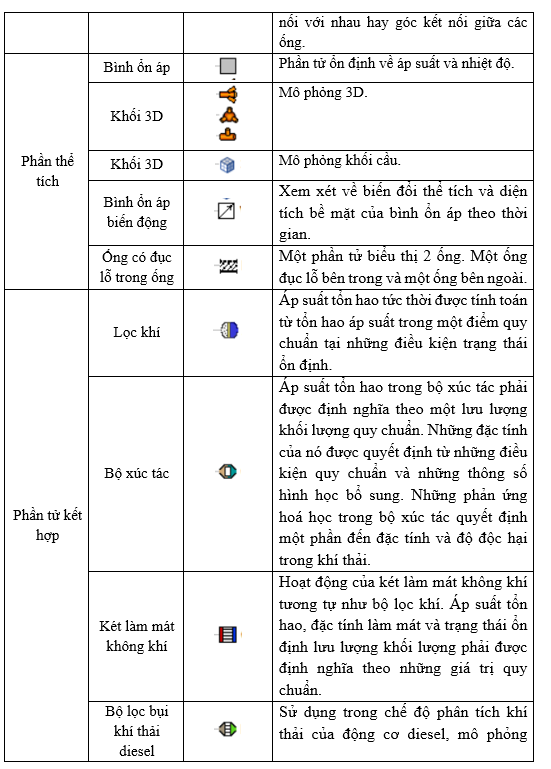 nối với nhau hay góc kết nối giữa các
ống.
Phần thể
tích
Bình ổn áp
Phần tử ổn định về áp suất và nhiệt độ.
Khối 3D
Mô phỏng 3D.
Khối 3D
Mô phỏng khối cầu.
Bình ổn áp
biến động
Xem xét về biến đổi thể tích và diện
tích bề mặt của bình ổn áp theo thời
gian.
Ống có đục
lỗ trong ống
Một phần tử biểu thị 2 ống. Một ống
đục lỗ bên trong và một ống bên ngoài.
Phần tử kết
hợp
Lọc khí
Áp suất tổn hao tức thời được tính toán
từ tổn hao áp suất trong một điểm quy
chuẩn tại những điều kiện trạng thái
ổn định.
Bộ xúc tác
Áp suất tổn hao trong bộ xúc tác phải
được định nghĩa theo một lưu lượng
khối lượng quy chuẩn. Những đặc tính
của nó được quyết định từ những điều
kiện quy chuẩn và những thông số
hình học bổ sung. Những phản ứng
hoá học trong bộ xúc tác quyết định
một phần đến đặc tính và độ độc hại
trong khí thải.
Két làm mát
không khí
Hoạt động của két làm mát không khí
tương tự như bộ lọc khí. Áp suất tổn
hao, đặc tính làm mát và trạng thái ổn
định lưu lượng khối lượng phải được
định nghĩa theo những giá trị quy
chuẩn.
Bộ lọc bụi
khí thải
diesel
Sử dụng trong chế độ phân tích khí
thải của động cơ diesel, mô phỏng